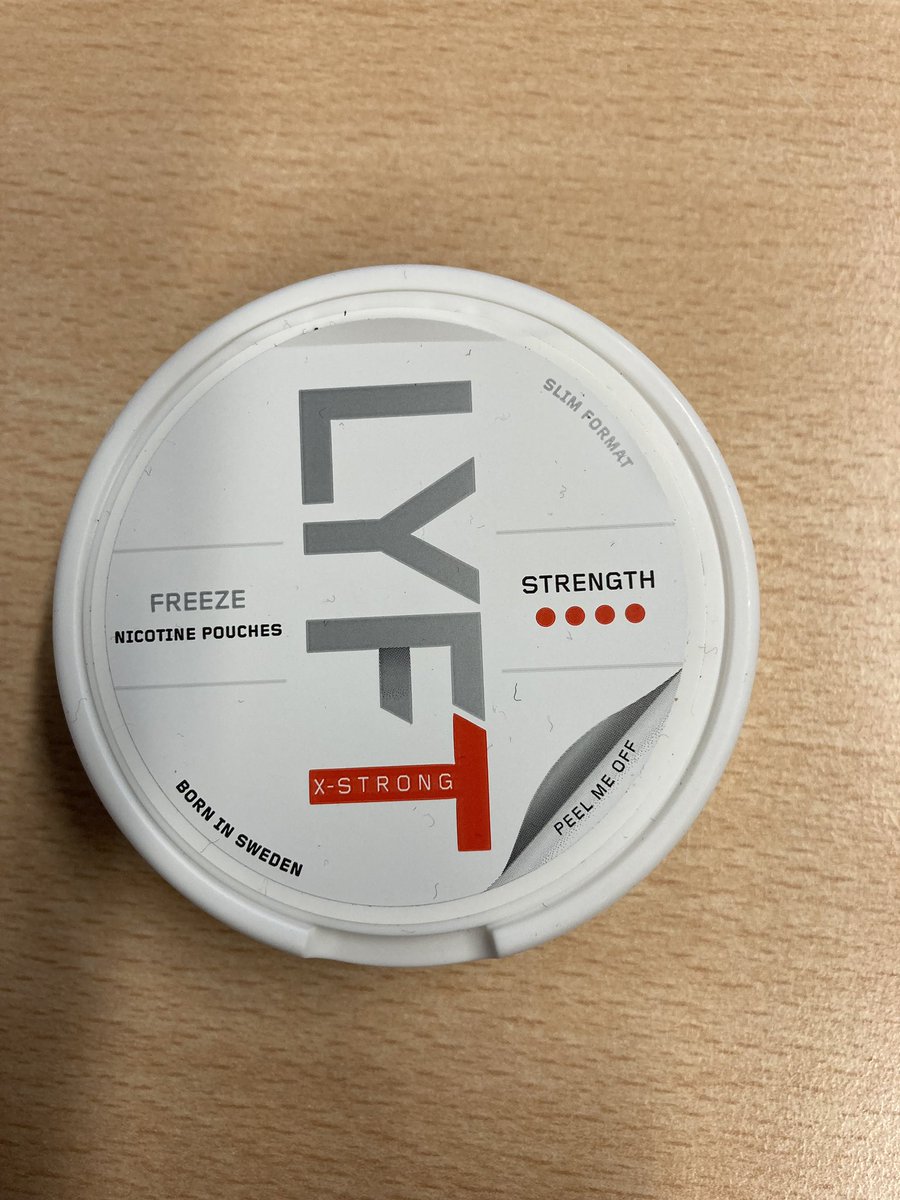 SLIM FORMAT
LYFT
X-STRONG
FREEZE
NICOTINE POUCHES
STRENGTH
PEEL ME OFF
BORN IN SWEDEN